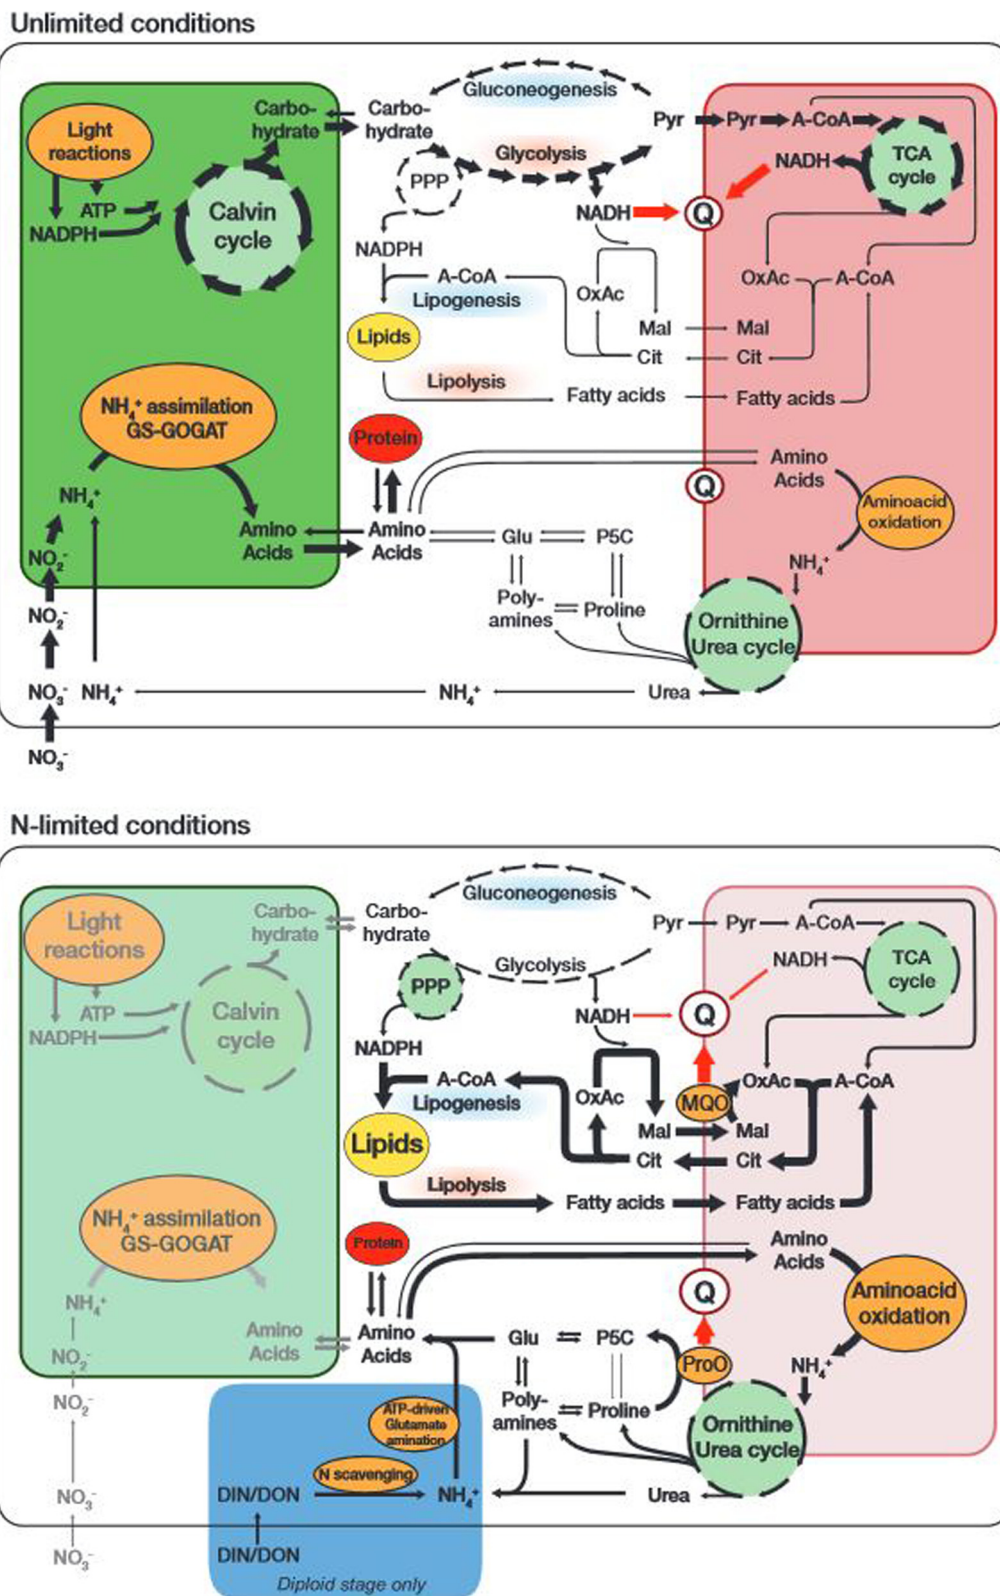 Unlimited conditions
Light
reactions
ATP
NADPH
Calvin
cycle
Carbo-
hydrate
Carbo-
hydrate
Gluconeogenesis
Glycolysis
PPP
NADPH
Pyr
Pyr
A-CoA
NADH
TCA
cycle
NADH
Q
A-CoA
Lipogenesis
Lipids
Lipolysis
OxAc
Mal
Cit
Fatty acids
OxAc
A-CoA
Mal
Cit
Fatty acids
NH₄⁺ assimilation
GS-GOGAT
NH₄⁺
NO₂⁻
NO₂⁻
NO₃⁻
NO₃⁻
Amino
Acids
Protein
Amino
Acids
Glu
P5C
Poly-
amines
Proline
Q
Amino
Acids
Aminoacid
oxidation
NH₄⁺
Ornithine
Urea cycle
Urea
NH₄⁺
NH₄⁺
N-limited conditions
Light
reactions
ATP
NADPH
Calvin
cycle
Carbo-
hydrate
Carbo-
hydrate
Gluconeogenesis
Glycolysis
PPP
NADPH
Pyr
Pyr
A-CoA
NADH
TCA
cycle
NADH
Q
A-CoA
Lipogenesis
Lipids
Lipolysis
OxAc
Mal
Cit
Fatty acids
MQO
OxAc
A-CoA
Mal
Cit
Fatty acids
NH₄⁺ assimilation
GS-GOGAT
NH₄⁺
NO₂⁻
NO₂⁻
NO₃⁻
NO₃⁻
Amino
Acids
Protein
Amino
Acids
Glu
P5C
Poly-
amines
Proline
Q
ProO
Amino
Acids
Aminoacid
oxidation
NH₄⁺
Ornithine
Urea cycle
Urea
ATP-driven
Glutamate
amination
N scavenging
DIN/DON
NH₄⁺
DIN/DON
Diploid stage only